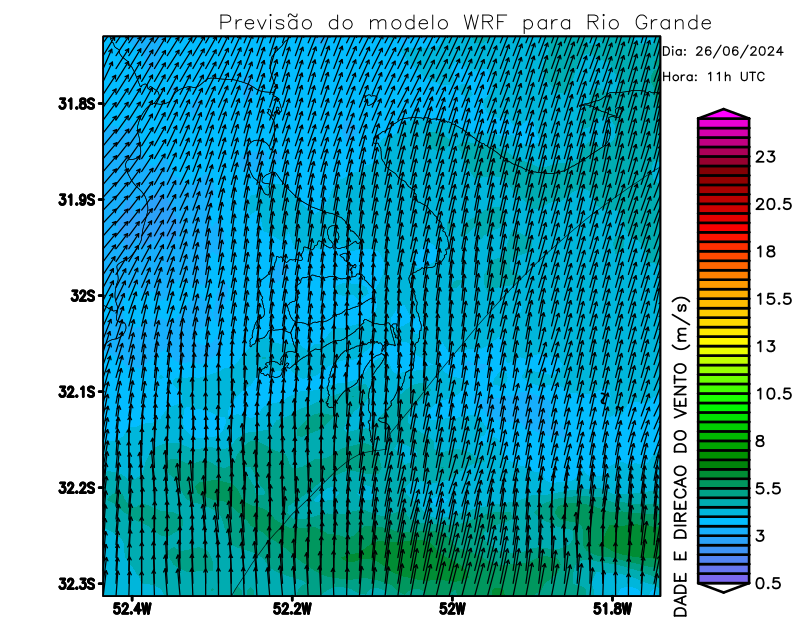 Previsão do modelo WRF para Rio Grande
Dia: 26/06/2024
Hora: 11h UTC
31.8S
31.9S
32S
32.1S
32.2S
32.3S
52.4W
52.2W
52W
51.8W
23
20.5
18
15.5
13
10.5
8
5.5
3
0.5
DADE E DIRECAO DO VENTO (m/s)